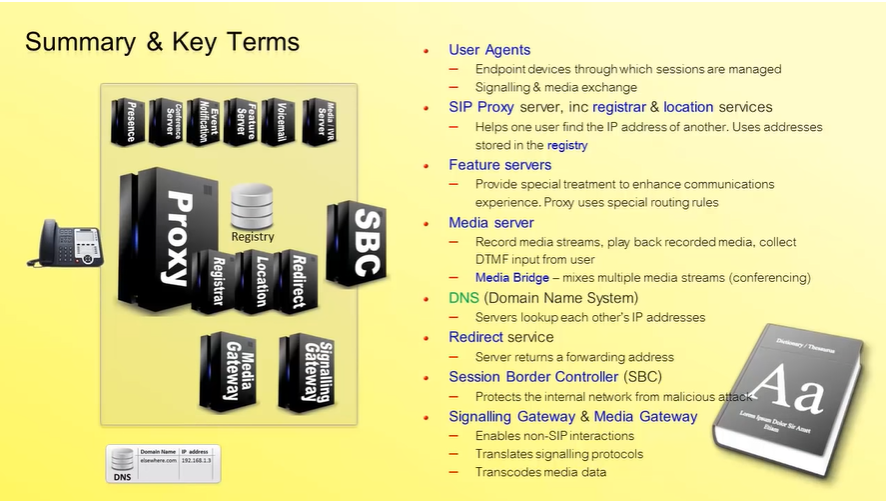 Summary & Key Terms
Presence
Conference
Server
Event
Notification
Feature
Server
Voicemail
Media / IVR
Server
Proxy
Registry
SBC
Registrar
Location
Redirect
Media
Gateway
Signalling
Gateway
DNS
Domain Name IP address
elsewhere.com 192.168.1.3
User Agents
Endpoint devices through which sessions are managed
Signalling & media exchange
SIP Proxy server, inc registrar & location services
Helps one user find the IP address of another. Uses addresses
stored in the registry
Feature servers
Provide special treatment to enhance communications
experience. Proxy uses special routing rules
Media server
Record media streams, play back recorded media, collect
DTMF input from user
Media Bridge – mixes multiple media streams (conferencing)
DNS (Domain Name System)
Servers lookup each other's IP addresses
Redirect service
Server returns a forwarding address
Session Border Controller (SBC)
Protects the internal network from malicious attack
Signalling Gateway & Media Gateway
Enables non-SIP interactions
Translates signalling protocols
Transcodes media data
Dictionary / Thesaurus
Aa
Lorem Ipsum Dolor Sir Amet
Etiam